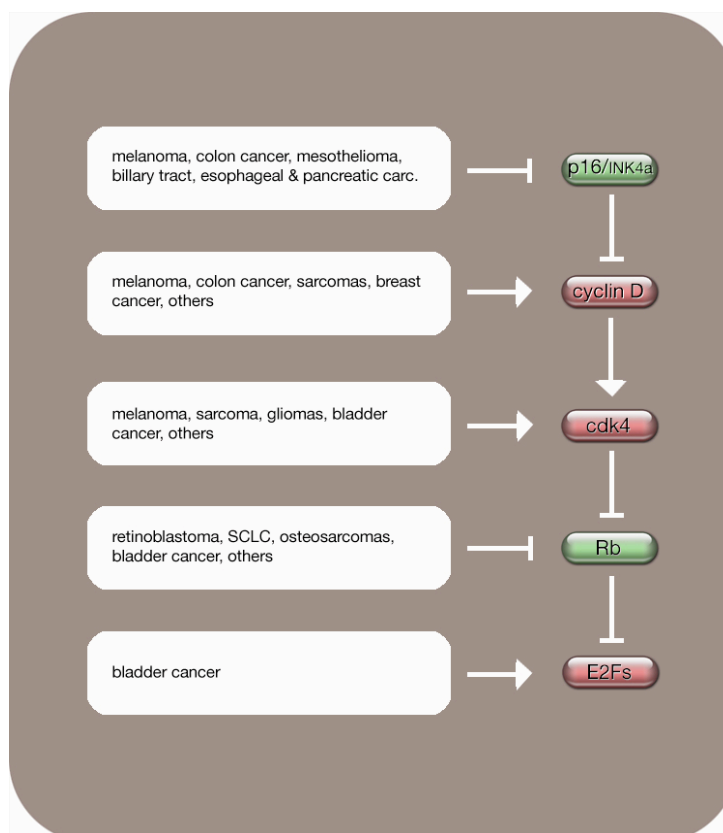 melanoma, colon cancer, mesothelioma,
billary tract, esophageal & pancreatic carc.
p16/INK4a
melanoma, colon cancer, sarcomas, breast
cancer, others
cyclin D
melanoma, sarcoma, gliomas, bladder
cancer, others
cdk4
retinoblastoma, SCLC, osteosarcomas,
bladder cancer, others
Rb
bladder cancer
E2Fs